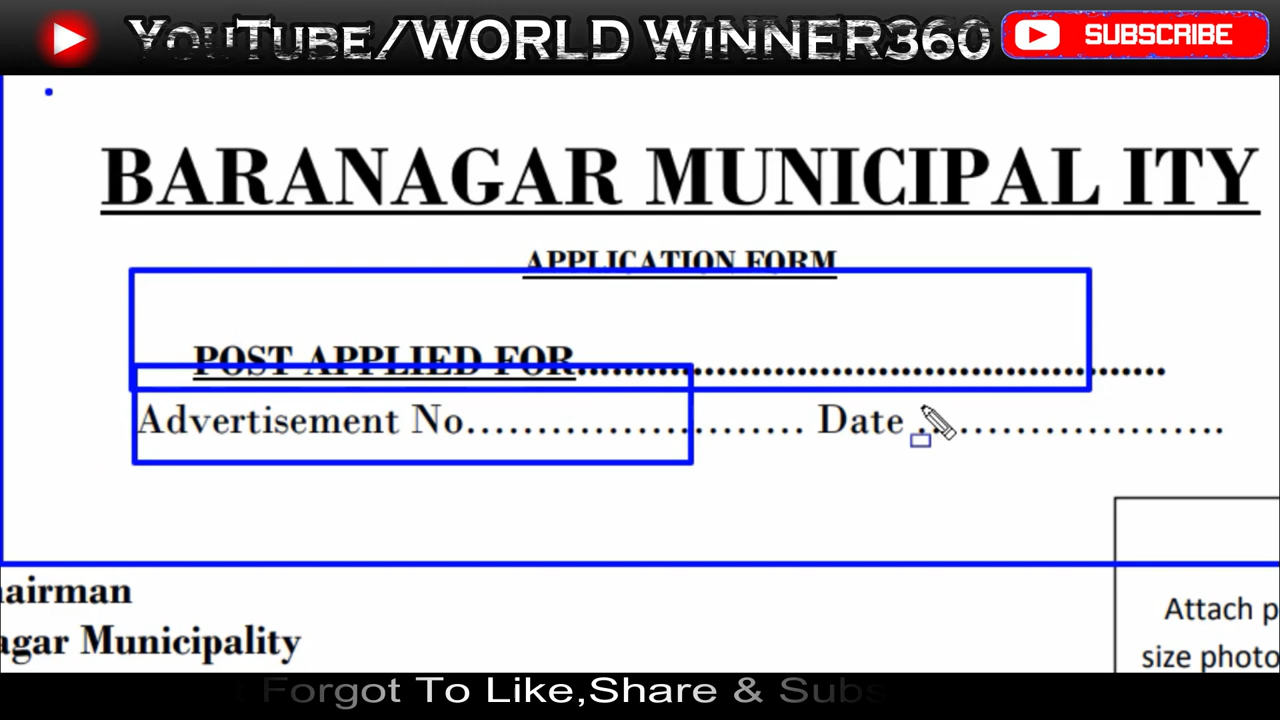 YouTube/WORLD WiNNER360 SUBSCRIBE
BARANAGAR MUNICIPAL ITY
APPLICATION FORM
POST APPLIED FOR..................................................
Advertisement No............................ Date ..........................
hairman
agar Municipality
Attach p
size photo
t Forgot To Like,Share & Subs